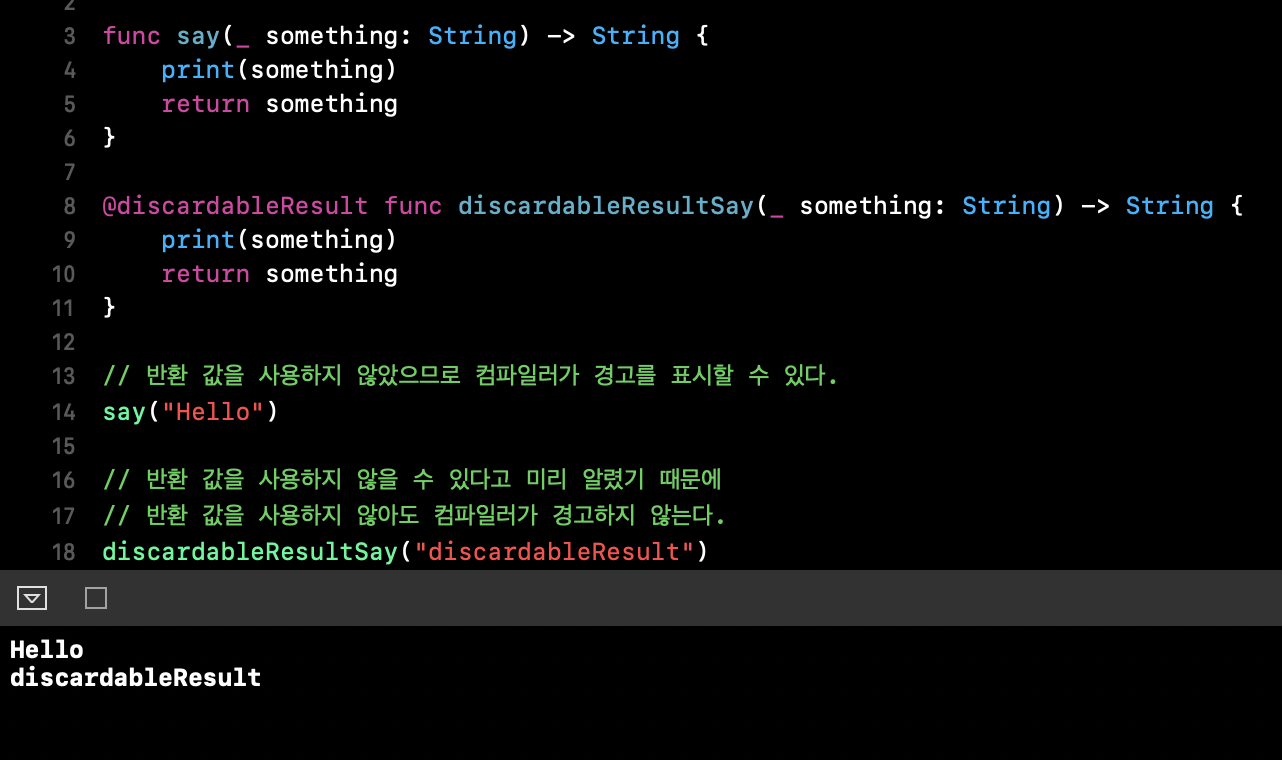 2
3 func say(_ something: String) -> String {
4     print(something)
5     return something
6 }
7
8 @discardableResult func discardableResultSay(_ something: String) -> String {
9     print(something)
10     return something
11 }
12
13 // 반환 값을 사용하지 않았으므로 컴파일러가 경고를 표시할 수 있다.
14 say("Hello")
15
16 // 반환 값을 사용하지 않을 수 있다고 미리 알렸기 때문에
17 // 반환 값을 사용하지 않아도 컴파일러가 경고하지 않는다.
18 discardableResultSay("discardableResult")
Hello
discardableResult